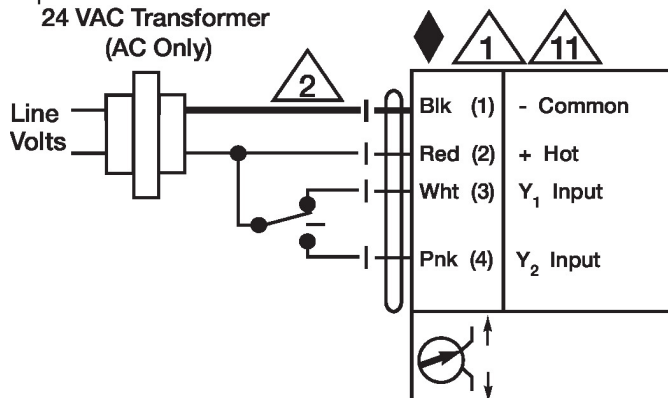 24 VAC Transformer
(AC Only)
1
11
2
Line
Volts
Blk (1) - Common
Red (2) + Hot
Wht (3) Y1 Input
Pnk (4) Y2 Input